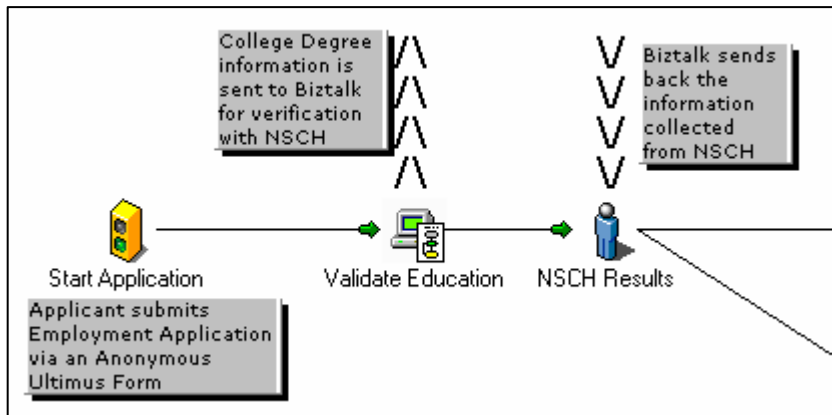 College Degree
information is
sent to Biztalk
for verification
with NSCH
Biztalk sends
back the
information
collected
from NSCH
Start Application
Validate Education
NSCH Results
Applicant submits
Employment Application
via an Anonymous
Ultimus Form